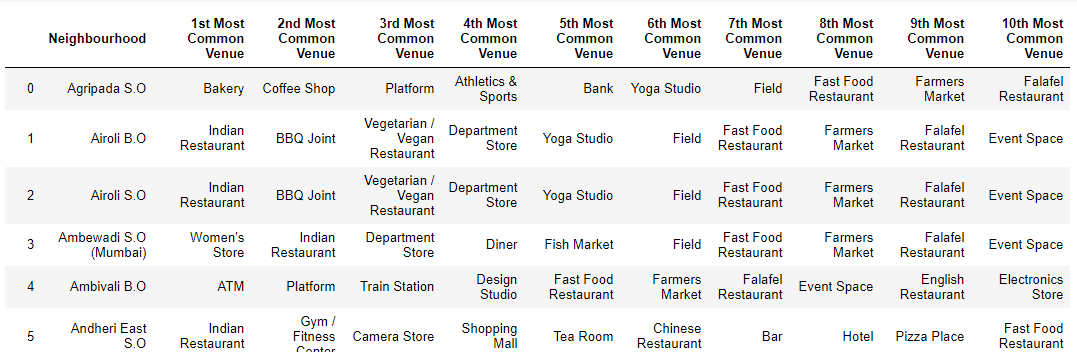 Neighbourhood 1st Most Common Venue 2nd Most Common Venue 3rd Most Common Venue 4th Most Common Venue 5th Most Common Venue 6th Most Common Venue 7th Most Common Venue 8th Most Common Venue 9th Most Common Venue 10th Most Common Venue
0 Agripada S.O Bakery Coffee Shop Platform Athletics & Sports Bank Yoga Studio Field Fast Food Restaurant Farmers Market Falafel Restaurant
1 Airoli B.O Indian Restaurant BBQ Joint Vegetarian / Vegan Restaurant Department Store Yoga Studio Field Fast Food Restaurant Farmers Market Falafel Restaurant Event Space
2 Airoli S.O Indian Restaurant BBQ Joint Vegetarian / Vegan Restaurant Department Store Yoga Studio Field Fast Food Restaurant Farmers Market Falafel Restaurant Event Space
3 Ambewadi S.O (Mumbai) Women's Store Indian Restaurant Department Store Diner Fish Market Field Fast Food Restaurant Farmers Market Falafel Restaurant Event Space
4 Ambivali B.O ATM Platform Train Station Design Studio Fast Food Restaurant Farmers Market Falafel Restaurant Event Space English Restaurant Electronics Store
5 Andheri East S.O Indian Restaurant Gym / Fitness Center Camera Store Shopping Mall Tea Room Chinese Restaurant Bar Hotel Pizza Place Fast Food Restaurant